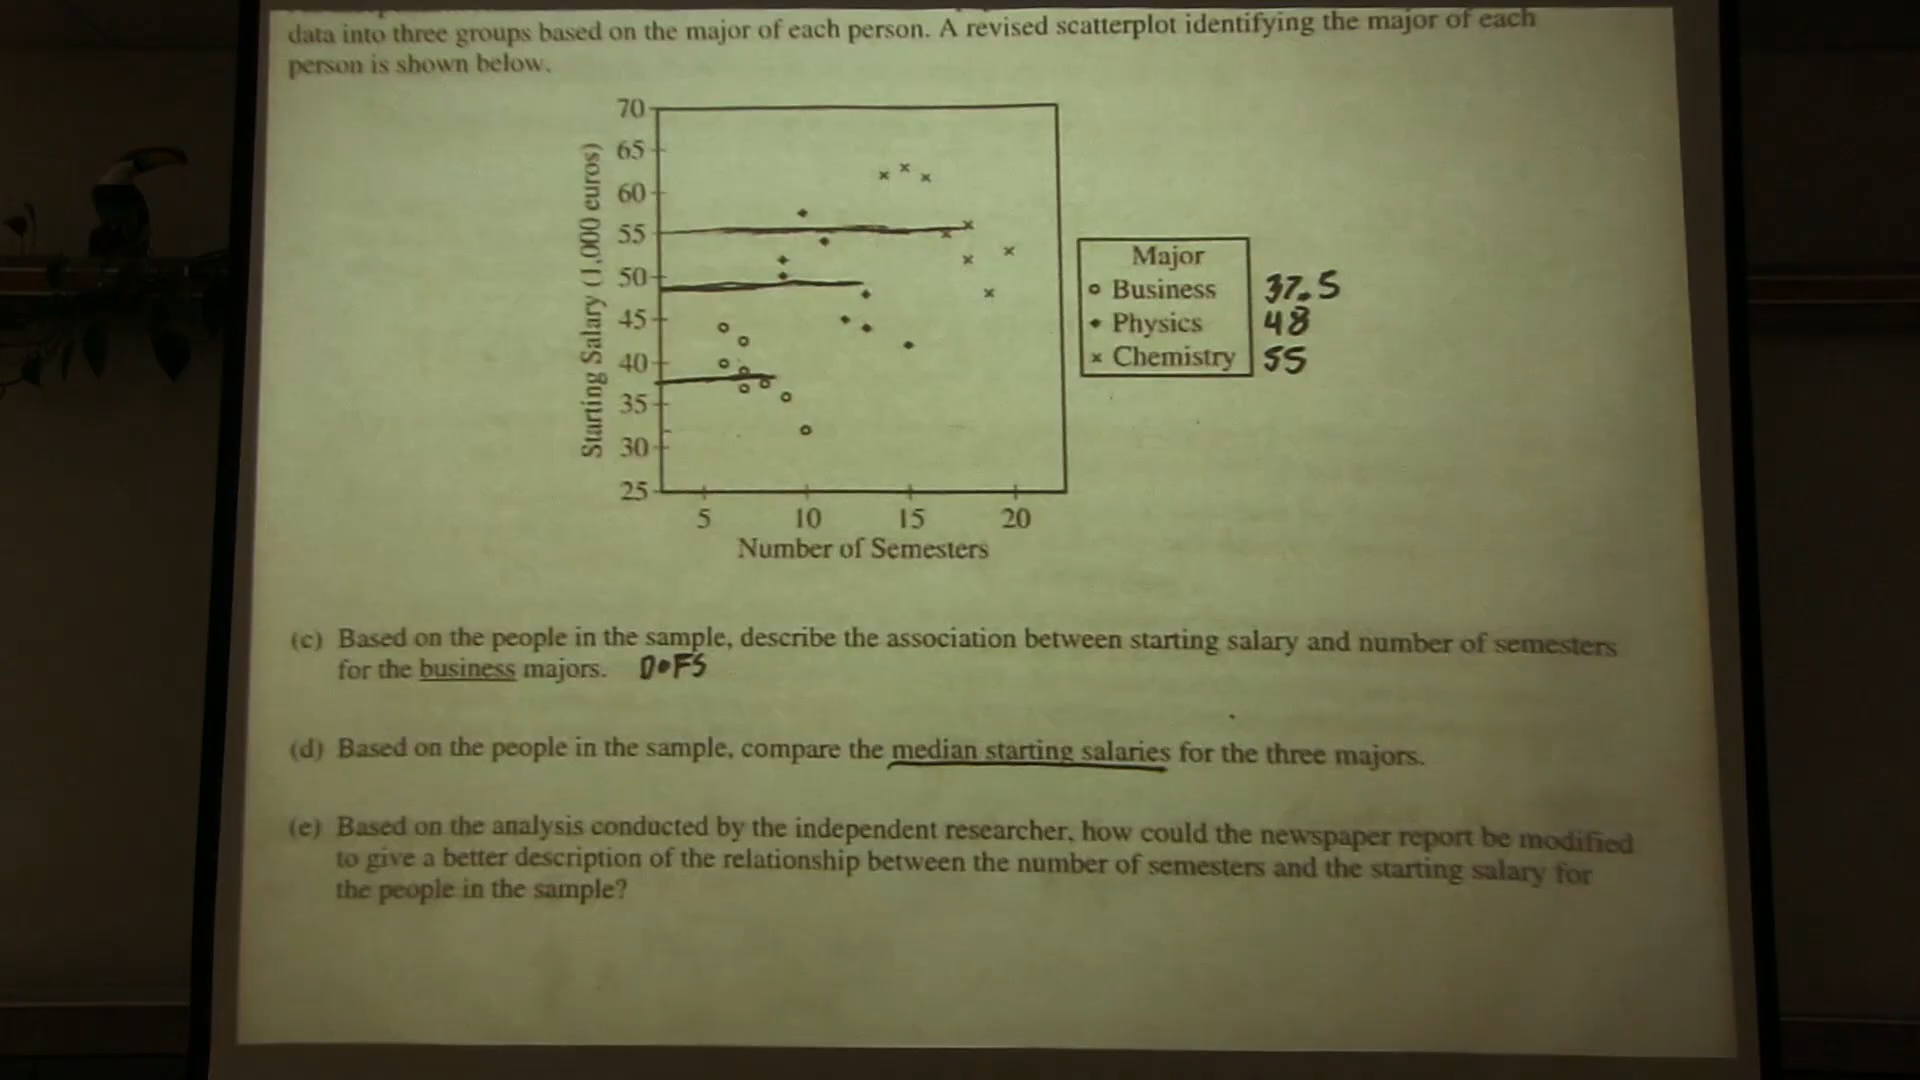 data into three groups based on the major of each person. A revised scatterplot identifying the major of each
person is shown below.
70
65
60
55
50
45
40
35
30
25
Starting Salary (1,000 euros)
5 10 15 20
Number of Semesters
Major
Business 37.5
Physics 48
Chemistry 55
(c) Based on the people in the sample, describe the association between starting salary and number of semesters
for the business majors. DOFS
(d) Based on the people in the sample, compare the median starting salaries for the three majors.
(e) Based on the analysis conducted by the independent researcher, how could the newspaper report be modified
to give a better description of the relationship between the number of semesters and the starting salary for
the people in the sample?